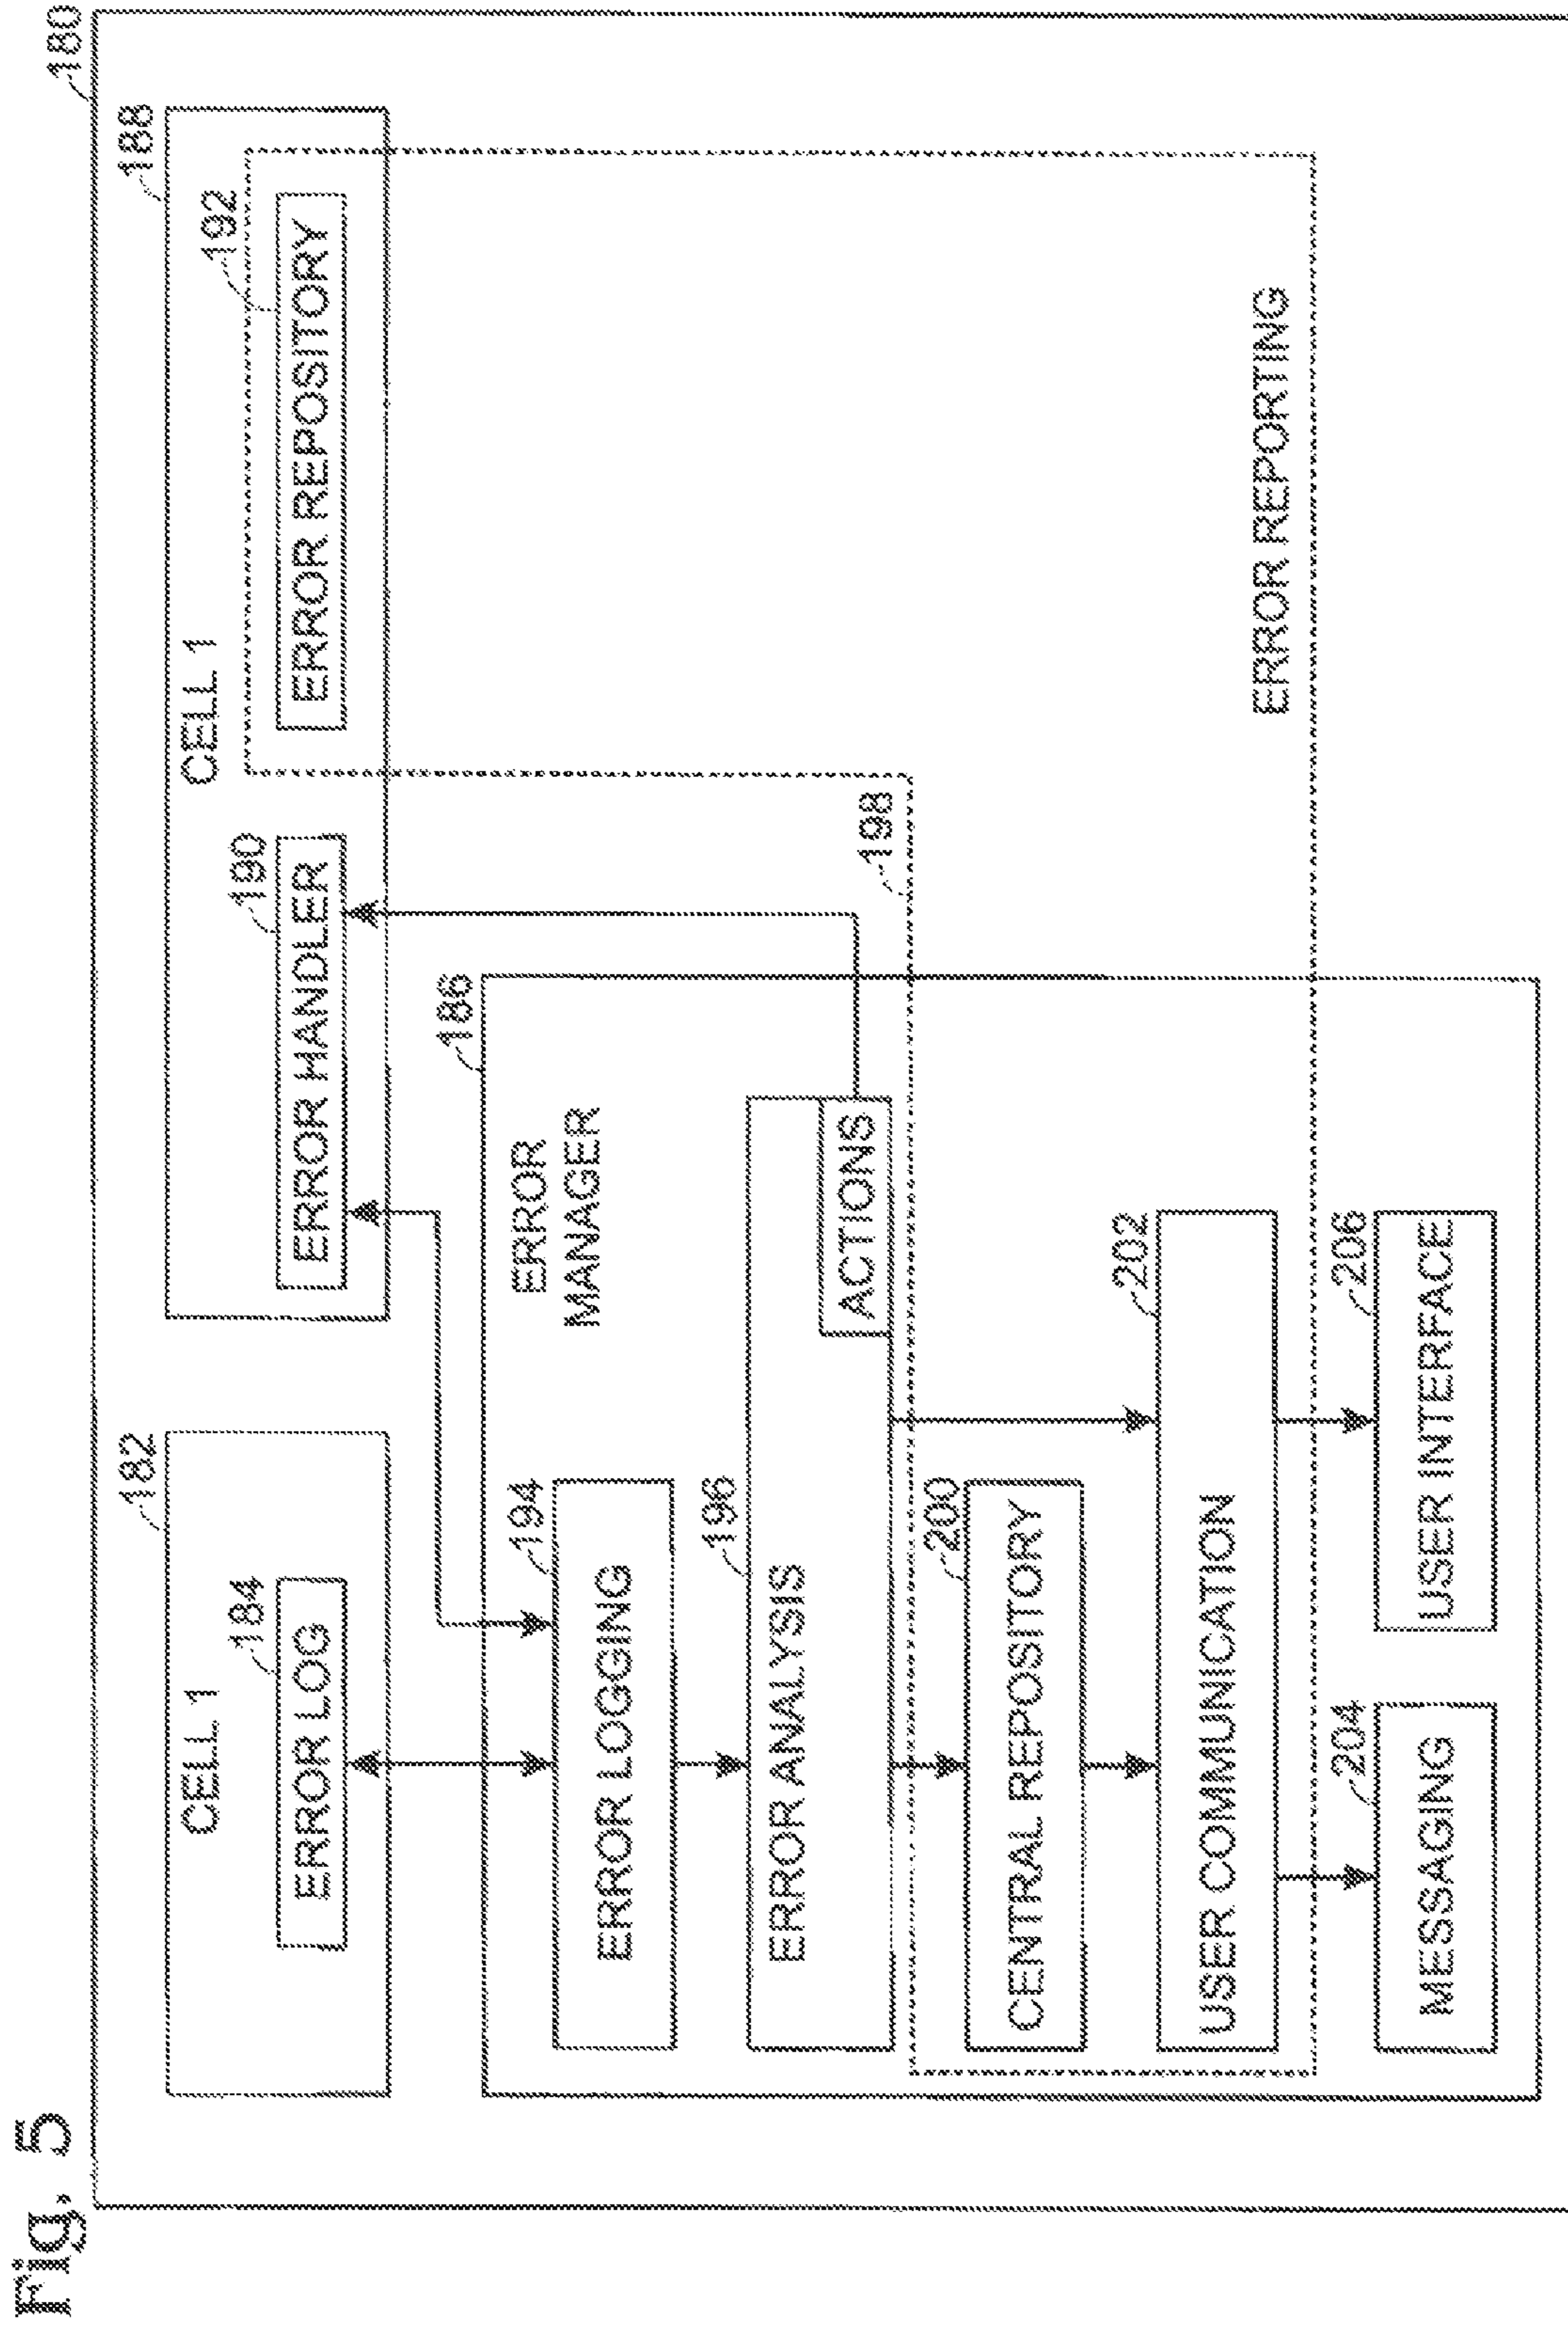 Fig. 5
180
182
CELL 1
184
ERROR LOG
188
CELL 1
190
ERROR HANDLER
192
ERROR REPOSITORY
186
ERROR
MANAGER
194
ERROR LOGGING
196
ERROR ANALYSIS
ACTIONS
198
200
CENTRAL REPOSITORY
202
USER COMMUNICATION
ERROR REPORTING
204
MESSAGING
206
USER INTERFACE